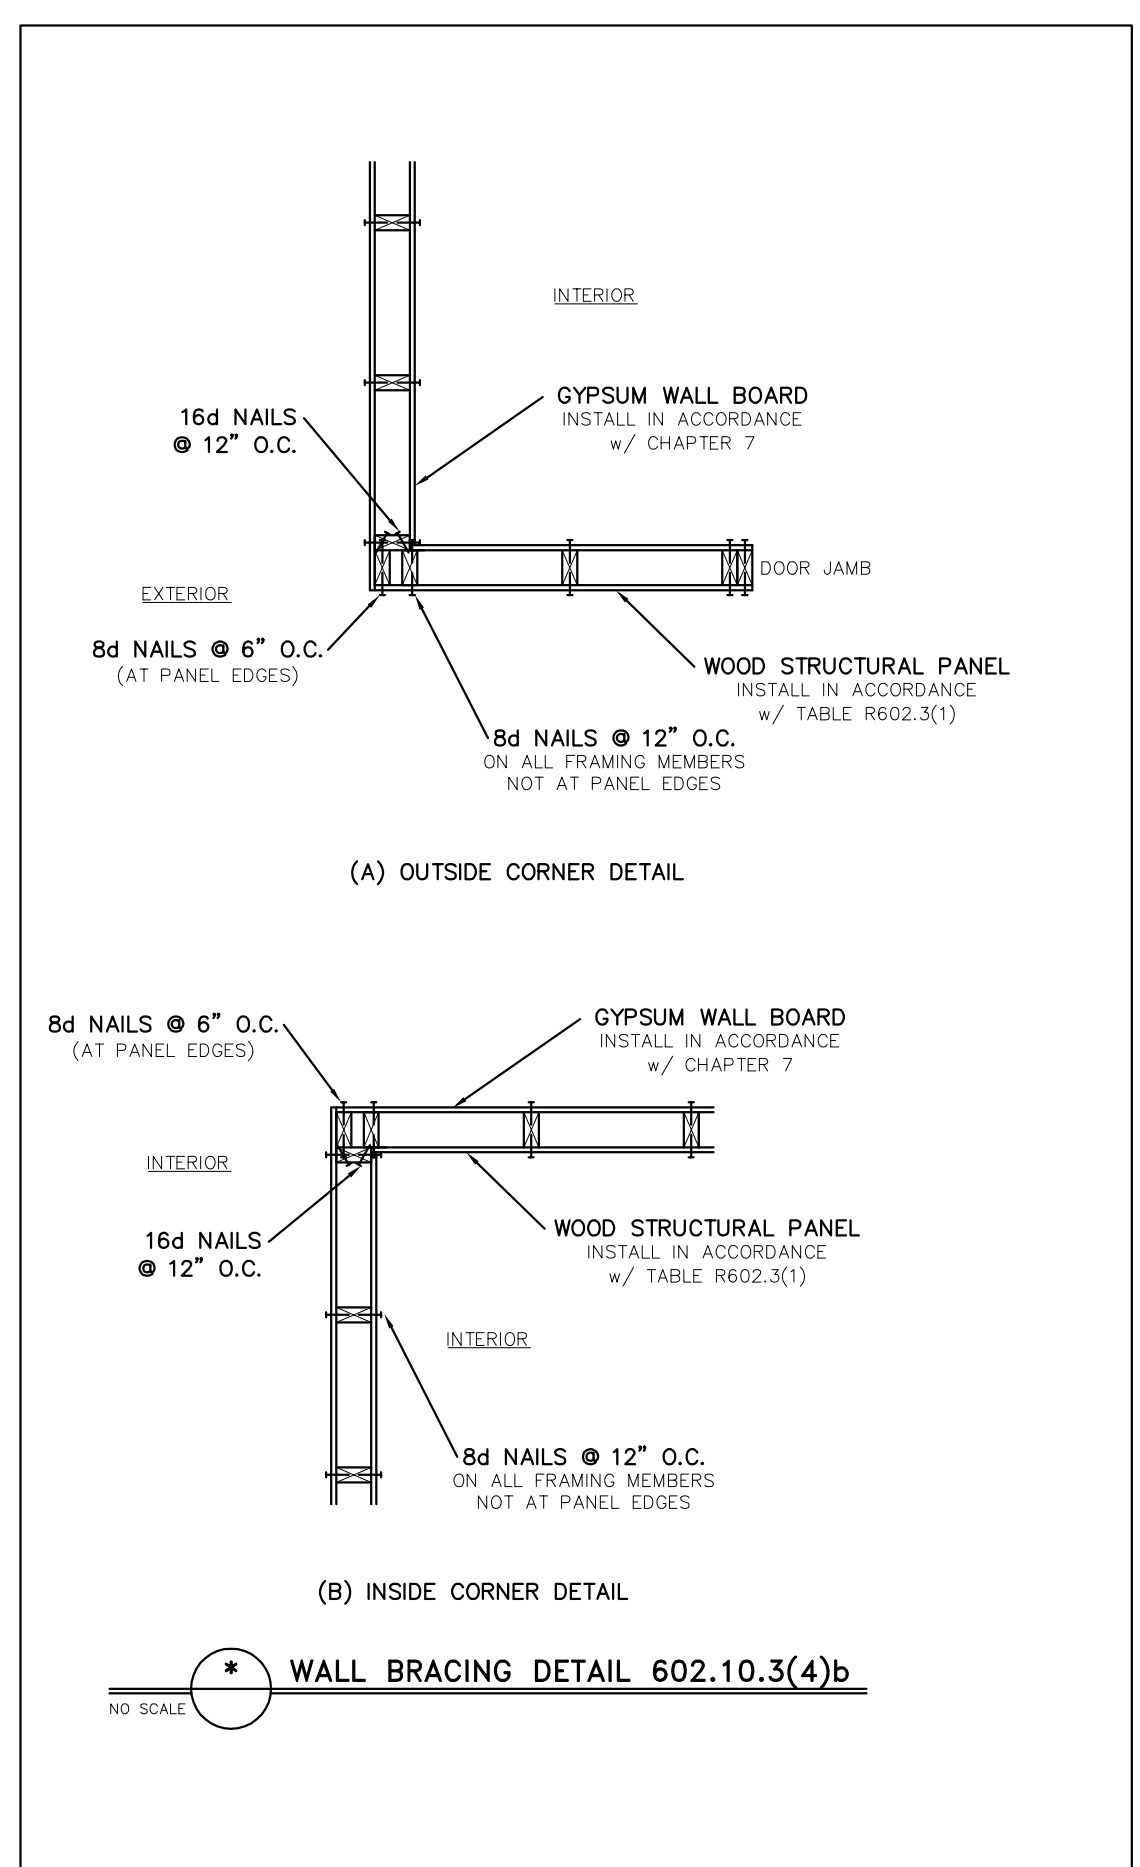 INTERIOR
GYPSUM WALL BOARD
INSTALL IN ACCORDANCE
w/ CHAPTER 7
16d NAILS
@ 12" O.C.
DOOR JAMB
EXTERIOR
8d NAILS @ 6" O.C.
(AT PANEL EDGES)
WOOD STRUCTURAL PANEL
INSTALL IN ACCORDANCE
w/ TABLE R602.3(1)
8d NAILS @ 12" O.C.
ON ALL FRAMING MEMBERS
NOT AT PANEL EDGES
(A) OUTSIDE CORNER DETAIL
8d NAILS @ 6" O.C.
(AT PANEL EDGES)
GYPSUM WALL BOARD
INSTALL IN ACCORDANCE
w/ CHAPTER 7
INTERIOR
16d NAILS
@ 12" O.C.
WOOD STRUCTURAL PANEL
INSTALL IN ACCORDANCE
w/ TABLE R602.3(1)
INTERIOR
8d NAILS @ 12" O.C.
ON ALL FRAMING MEMBERS
NOT AT PANEL EDGES
(B) INSIDE CORNER DETAIL
* WALL BRACING DETAIL 602.10.3(4)b
NO SCALE